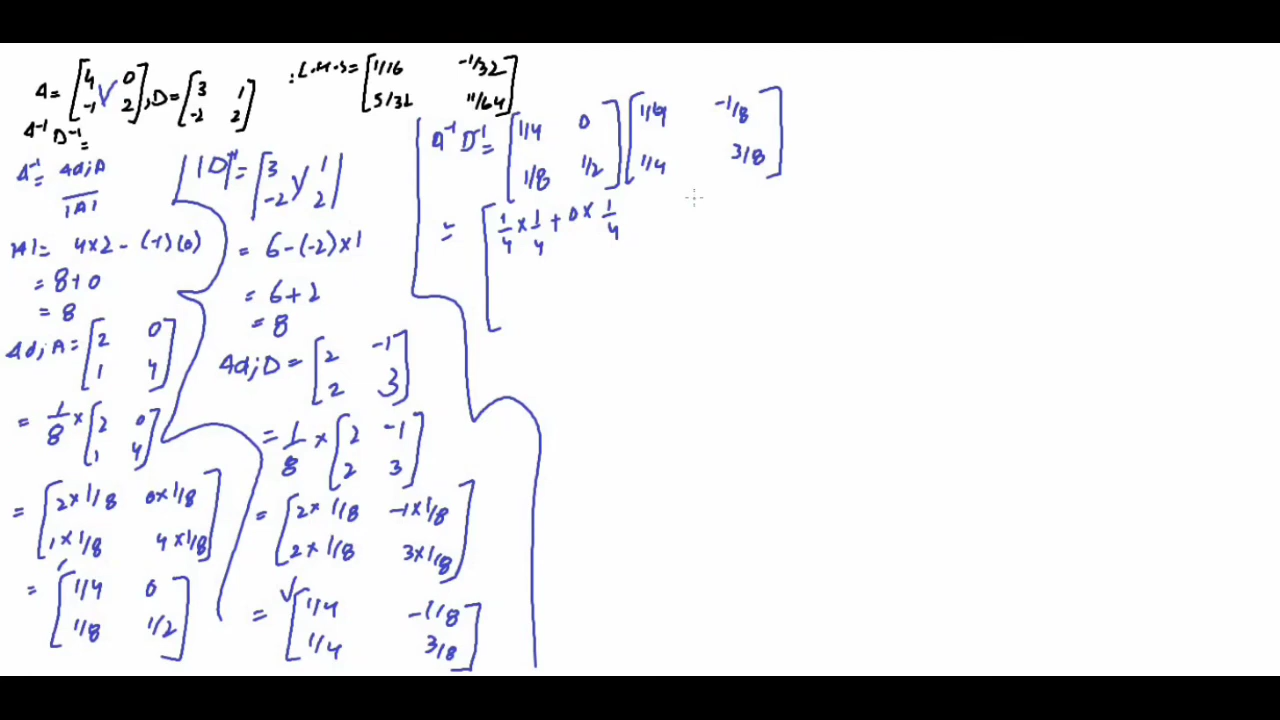 A = [4 0 -1 2], D = [3 1 -2 2]
∴ L.H.S = [1/16 -1/32 5/32 11/64]
A⁻¹ D⁻¹ =
A⁻¹ = Adj A
|A|
|A| = 4×2 - (-1)(0)
= 8+0
= 8
Adj A = [2 0 1 4]
= 1/8 × [2 0 1 4]
= [2×1/8 0×1/8
1×1/8 4×1/8]
= [1/4 0
1/8 1/2]
|D| = [3 1 -2 2]
= 6-(-2)×1
= 6+2
= 8
Adj D = [2 -1 2 3]
= 1/8 × [2 -1 2 3]
= [2×1/8 -1×1/8
2×1/8 3×1/8]
= [1/4 -1/8
1/4 3/8]
A⁻¹ D⁻¹ = [1/4 0 1/8 1/2] [1/4 -1/8 1/4 3/8]
= [1/4 × 1/4 + 0 × 1/4